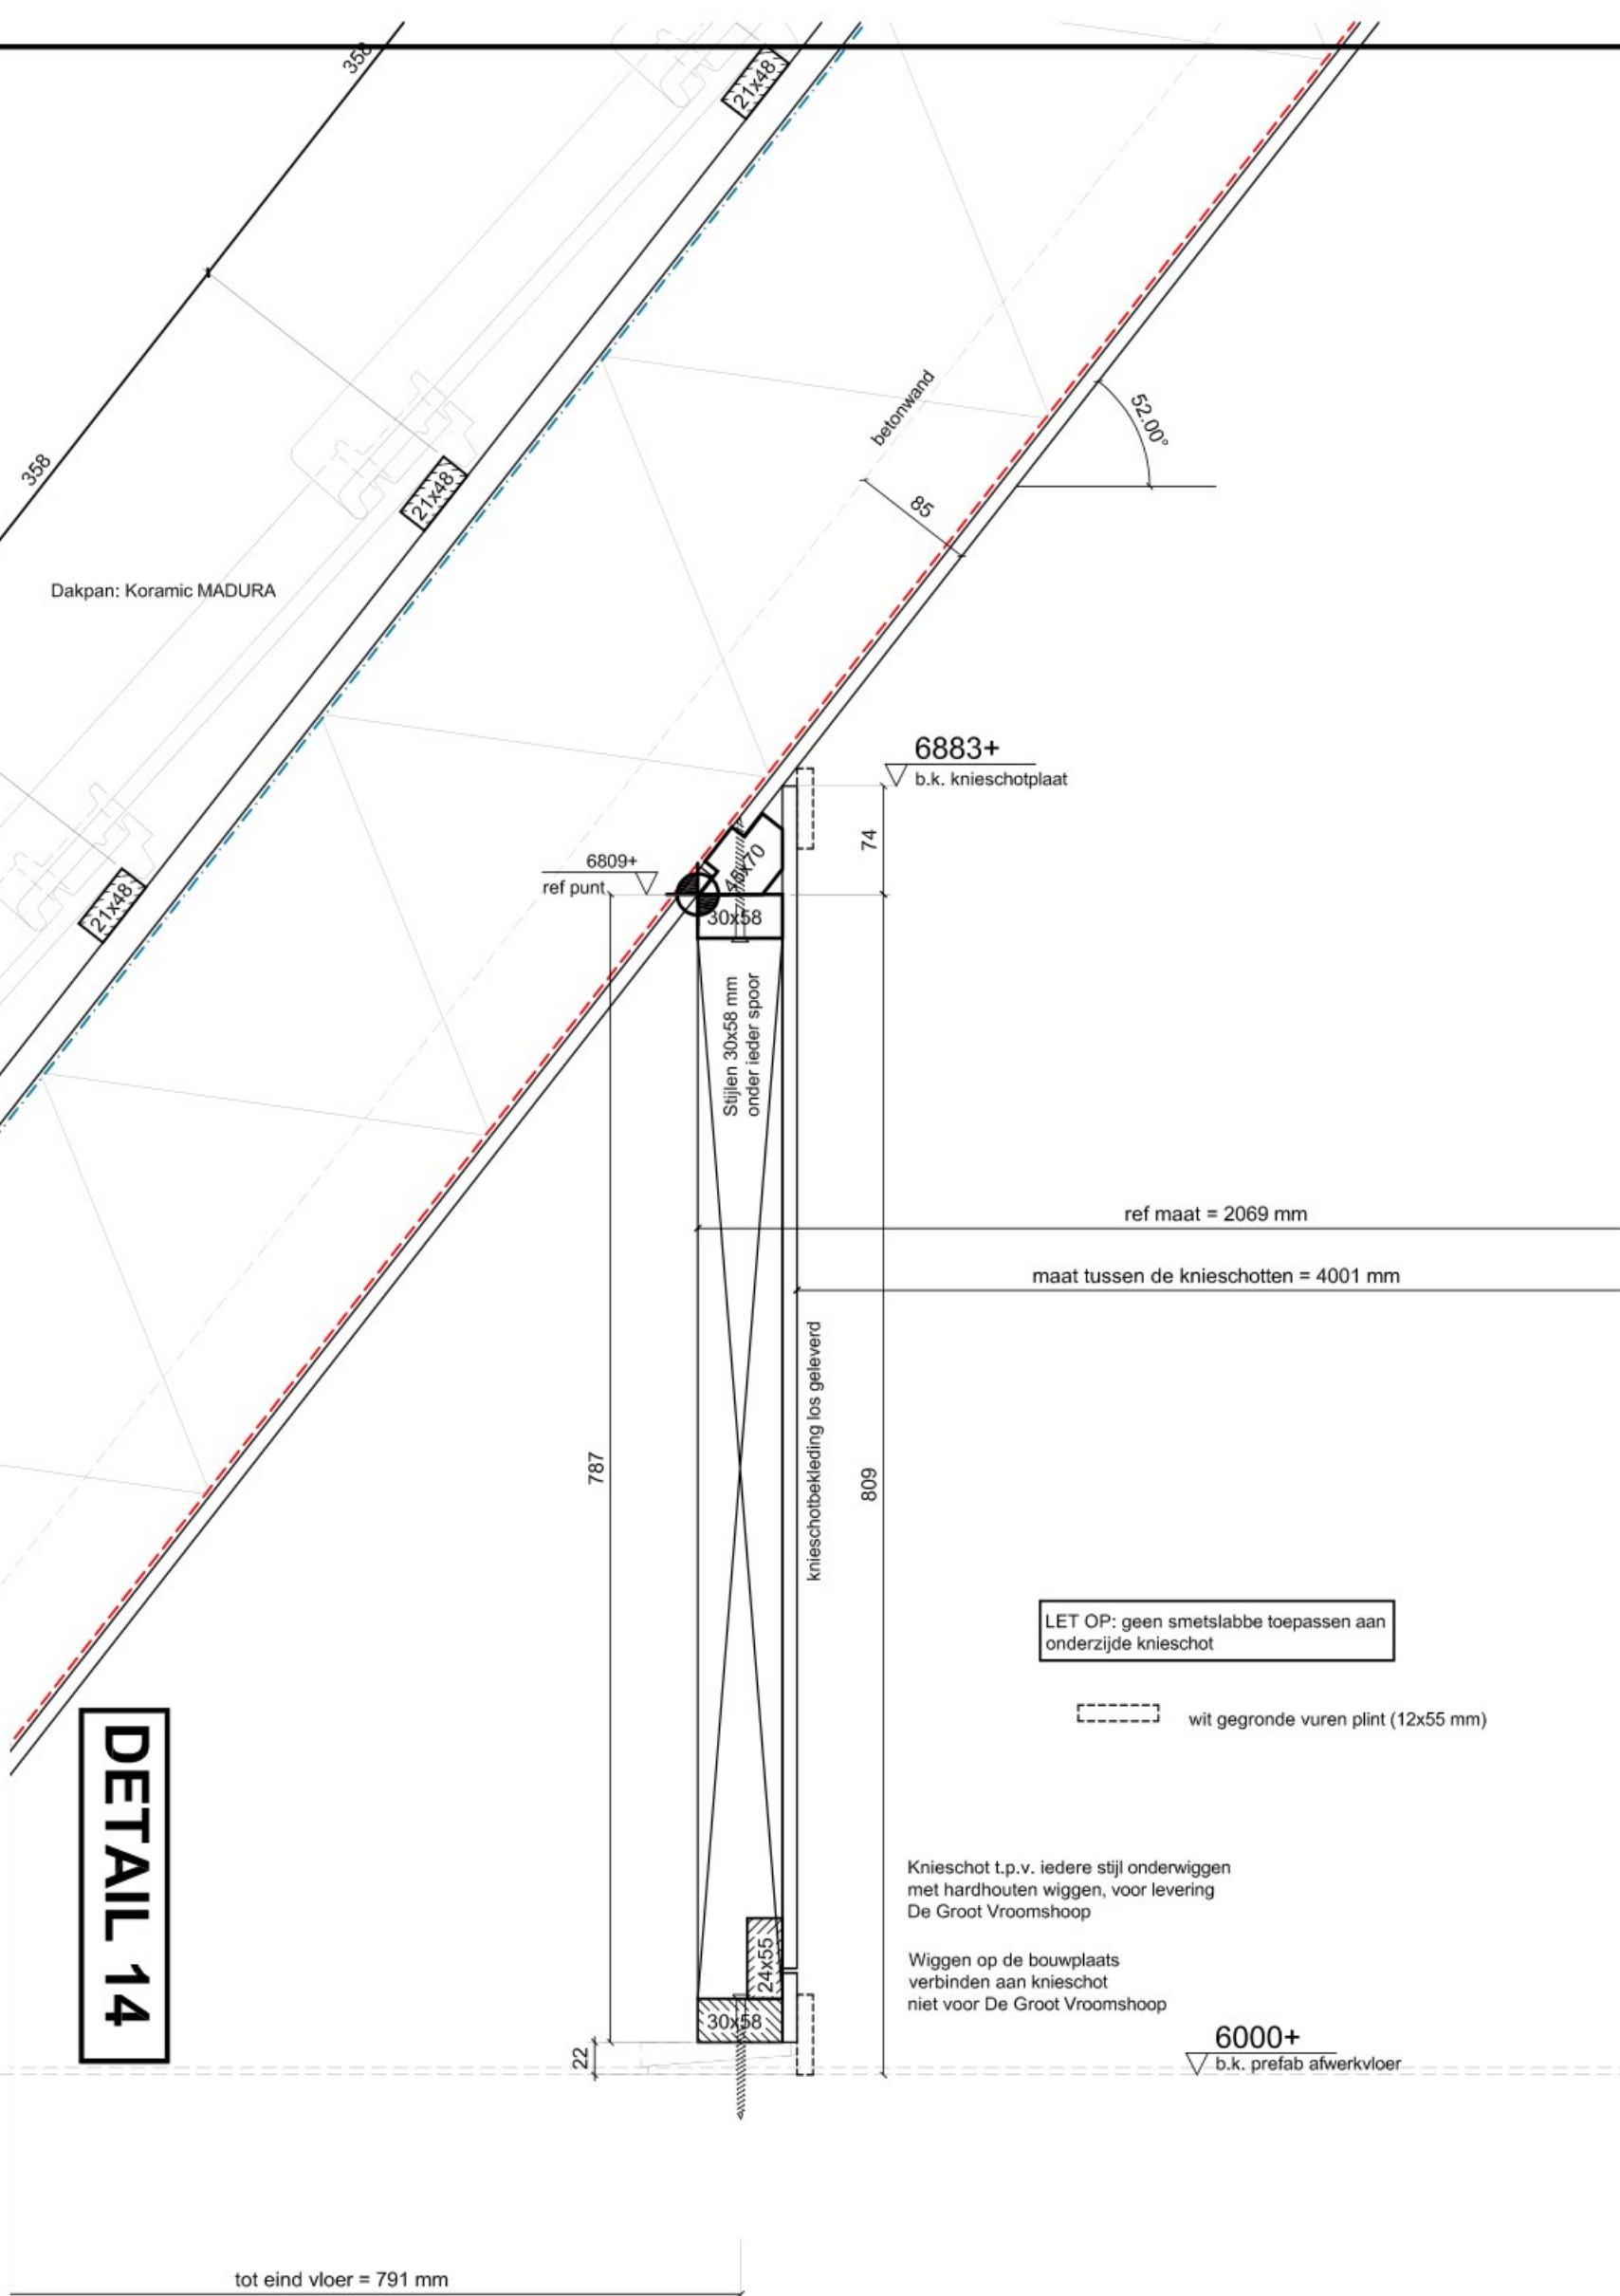 358
21x48
betonwand
52.00°
358
21x48
85
Dakpan: Koramic MADURA
6883+
b.k. knieschotplaat
74
6809+
ref punt
21x48
30x58
Stijlen 30x58 mm
onder ieder spoor
ref maat = 2069 mm
maat tussen de knieschotten = 4001 mm
knieschotbekleding los geleverd
787
809
LET OP: geen smetslabbe toepassen aan
onderzijde knieschot
wit gegronde vuren plint (12x55 mm)
DETAIL 14
Knieschot t.p.v. iedere stijl onderwiggen
met hardhouten wiggen, voor levering
De Groot Vroomshoop
24x55
Wiggen op de bouwplaats
verbinden aan knieschot
niet voor De Groot Vroomshoop
30x58
6000+
b.k. prefab afwerkvloer
22
tot eind vloer = 791 mm